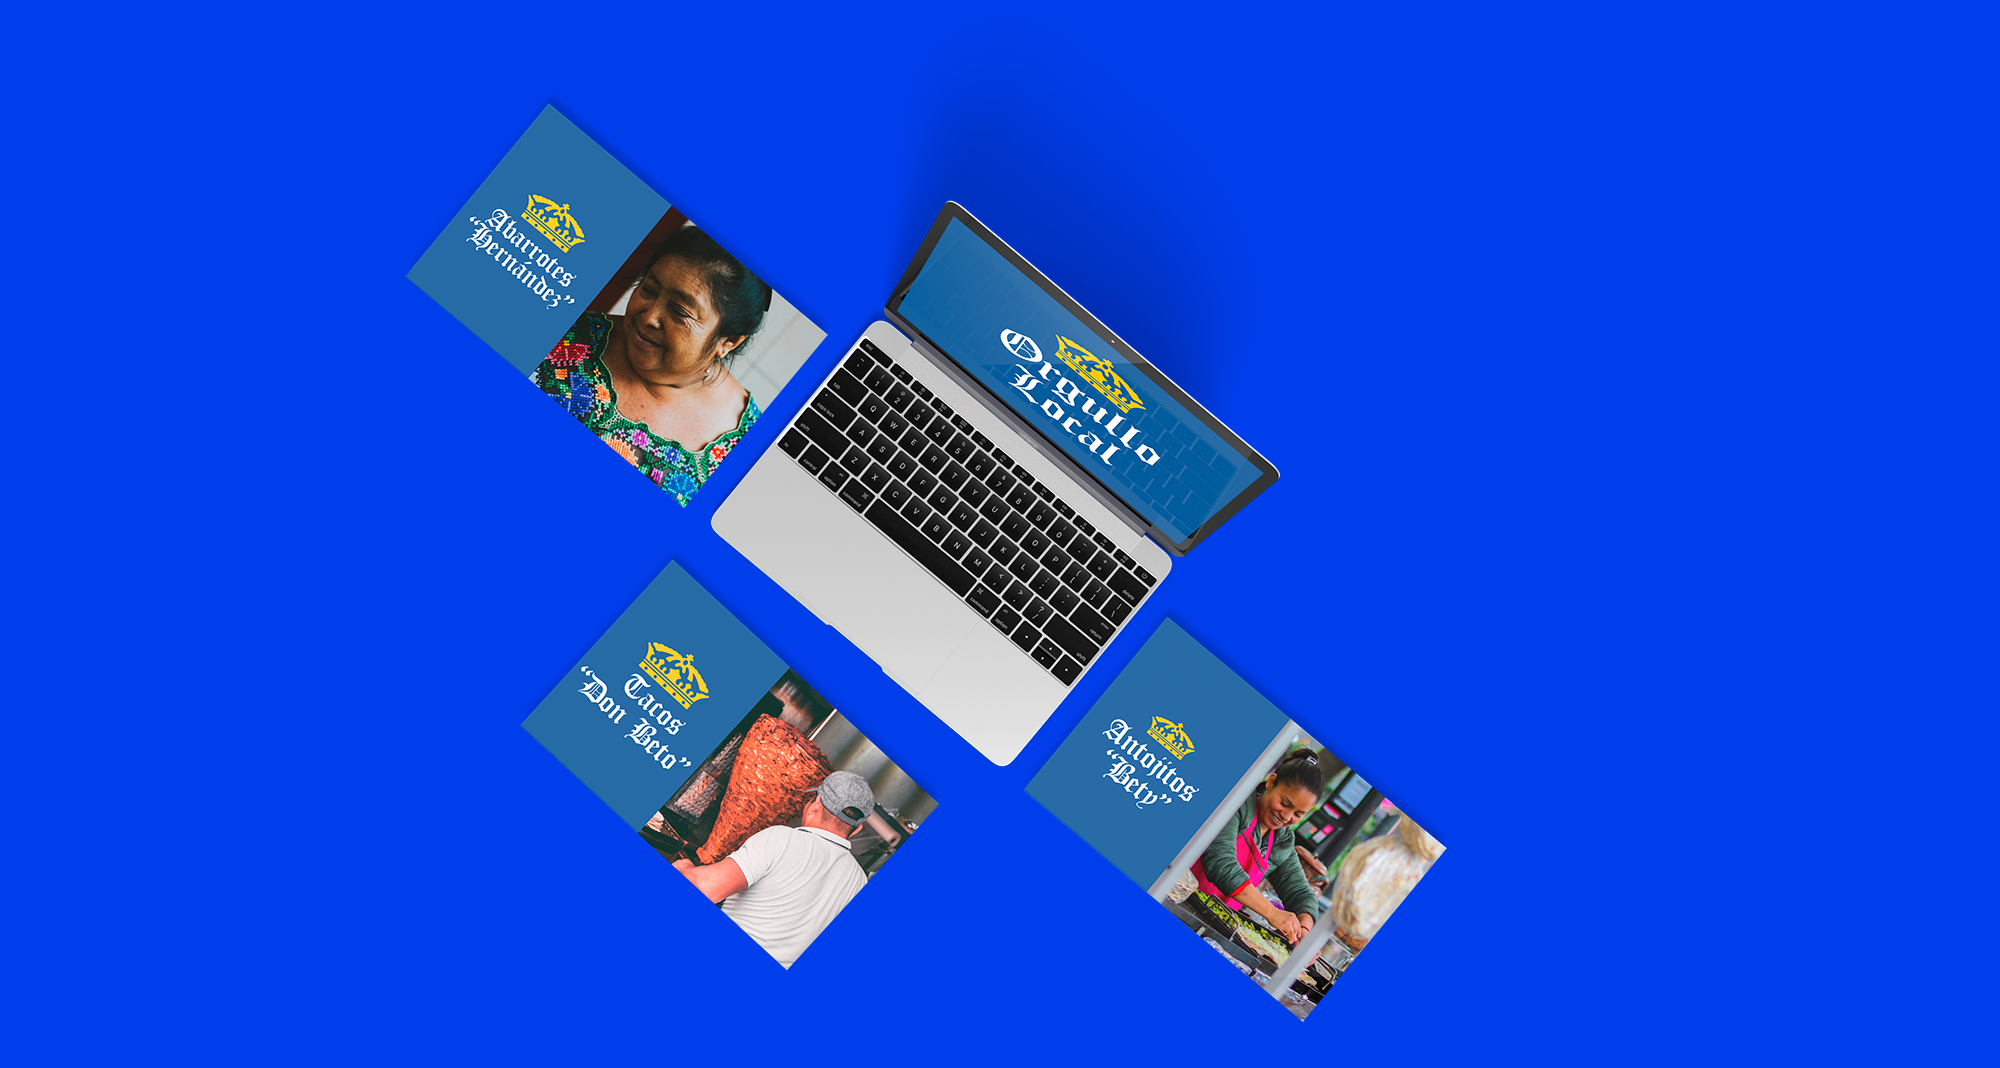 Abarrotes
“Hernández”
Orgullo
Local
Tacos
“Don Beto”
Antojitos
“Bety”